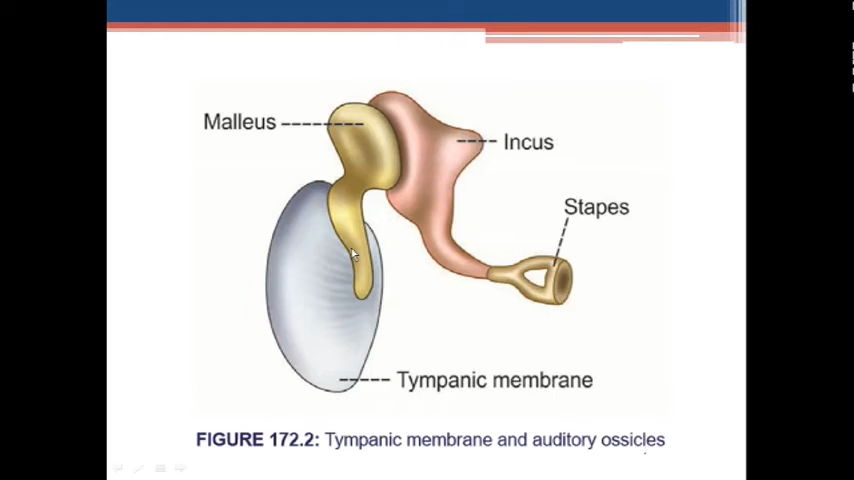 Malleus
Incus
Stapes
Tympanic membrane
FIGURE 172.2: Tympanic membrane and auditory ossicles